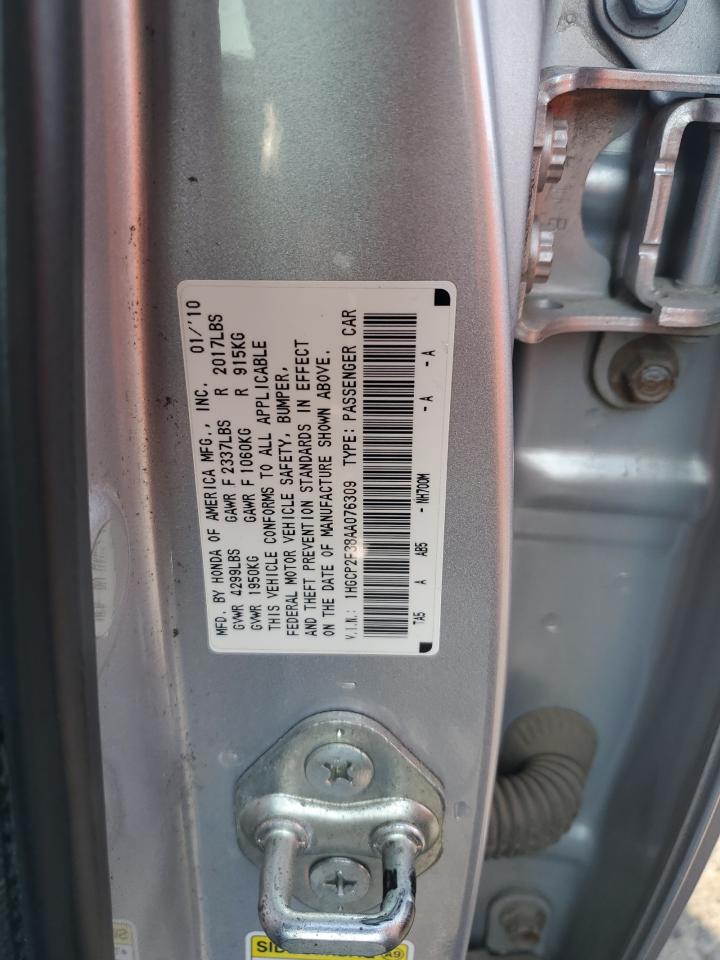 MFD. BY HONDA OF AMERICA MFG., INC. 01/'10
GVWR 4299LBS GAWR F 2337LBS R 2017LBS
GVWR 1950KG GAWR F 1060KG R 915KG
THIS VEHICLE CONFORMS TO ALL APPLICABLE
FEDERAL MOTOR VEHICLE SAFETY, BUMPER,
AND THEFT PREVENTION STANDARDS IN EFFECT
ON THE DATE OF MANUFACTURE SHOWN ABOVE.
V.I.N.: 1HGCP2F38AA076309 TYPE: PASSENGER CAR
TA5 A AB5 - NH700M - A - A